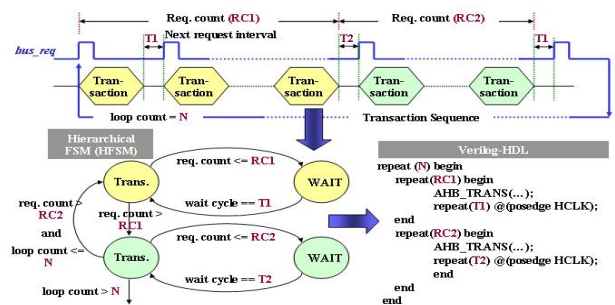 Req. count (RC1)
Req. count (RC2)
T1
Next request interval
T2
T1
bus_req
Tran-
saction
Tran-
saction
Tran-
saction
Tran-
saction
Tran-
saction
loop count = N
Transaction Sequence
Hierarchical
FSM (HFSM)
req. count <= RC1
Trans.
WAIT
wait cycle == T1
req. count >
RC2
and
loop count <=
N
req. count >
RC1
req. count <= RC2
Trans.
WAIT
wait cycle == T2
loop count > N
Verilog-HDL
repeat (N) begin
repeat(RC1) begin
AHB_TRANS(...);
repeat(T1) @(posedge HCLK);
end
repeat(RC2) begin
AHB_TRANS(...);
repeat(T2) @(posedge HCLK);
end
end
end